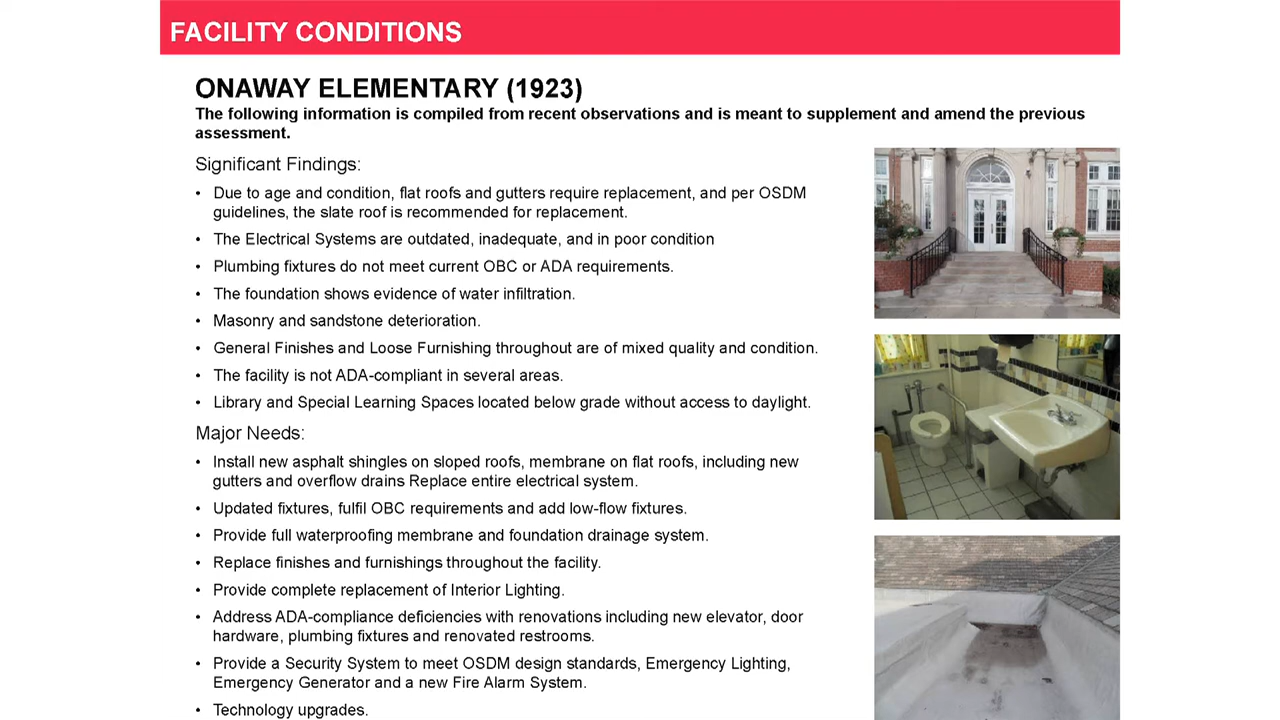 FACILITY CONDITIONS
ONAWAY ELEMENTARY (1923)
The following information is compiled from recent observations and is meant to supplement and amend the previous
assessment.
Significant Findings:
• Due to age and condition, flat roofs and gutters require replacement, and per OSDM
guidelines, the slate roof is recommended for replacement.
• The Electrical Systems are outdated, inadequate, and in poor condition
• Plumbing fixtures do not meet current OBC or ADA requirements.
• The foundation shows evidence of water infiltration.
• Masonry and sandstone deterioration.
• General Finishes and Loose Furnishing throughout are of mixed quality and condition.
• The facility is not ADA-compliant in several areas.
• Library and Special Learning Spaces located below grade without access to daylight.
Major Needs:
• Install new asphalt shingles on sloped roofs, membrane on flat roofs, including new
gutters and overflow drains Replace entire electrical system.
• Updated fixtures, fulfil OBC requirements and add low-flow fixtures.
• Provide full waterproofing membrane and foundation drainage system.
• Replace finishes and furnishings throughout the facility.
• Provide complete replacement of Interior Lighting.
• Address ADA-compliance deficiencies with renovations including new elevator, door
hardware, plumbing fixtures and renovated restrooms.
• Provide a Security System to meet OSDM design standards, Emergency Lighting,
Emergency Generator and a new Fire Alarm System.
• Technology upgrades.